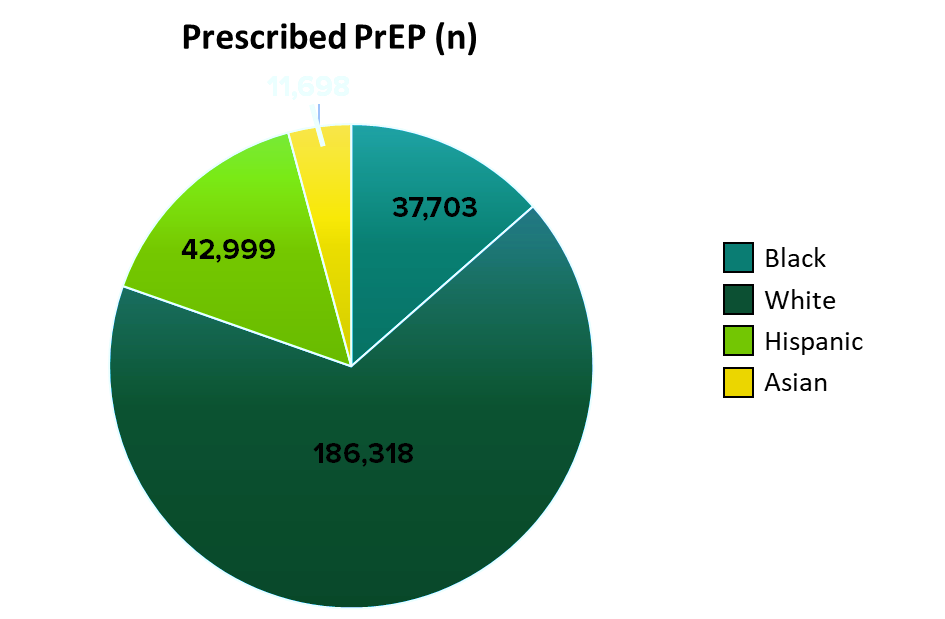 Prescribed PrEP (n)
11,698
37,703
42,999
186,318
Black
White
Hispanic
Asian